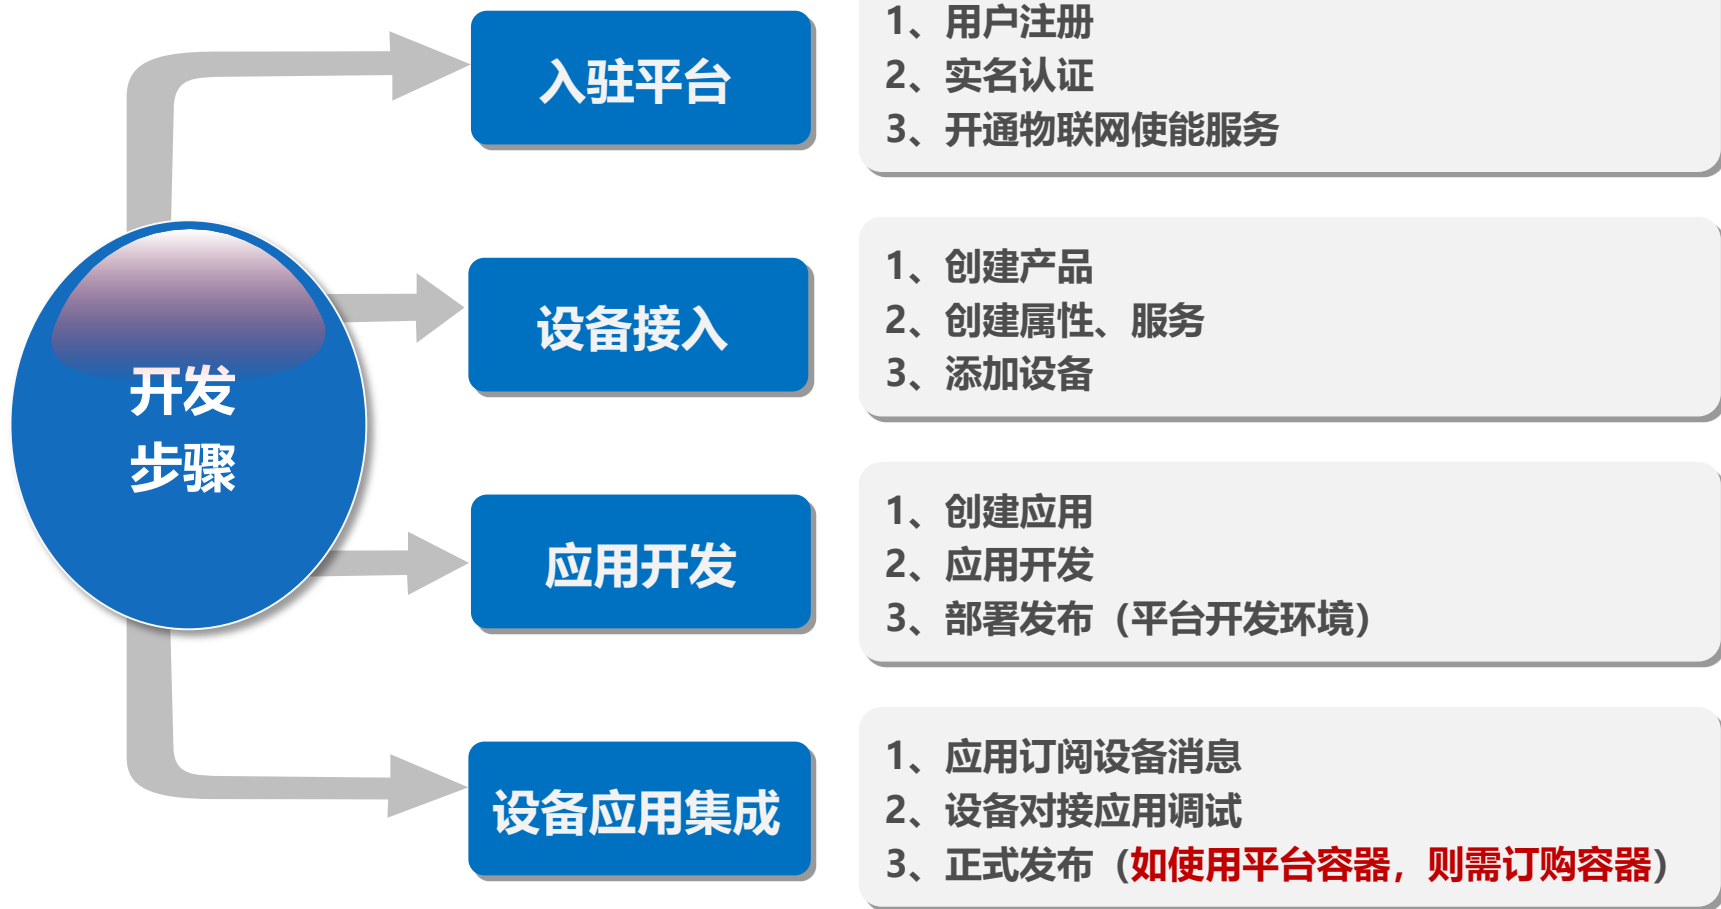 开发
步骤
入驻平台
1、用户注册
2、实名认证
3、开通物联网使能服务
设备接入
1、创建产品
2、创建属性、服务
3、添加设备
应用开发
1、创建应用
2、应用开发
3、部署发布（平台开发环境）
设备应用集成
1、应用订阅设备消息
2、设备对接应用调试
3、正式发布（如使用平台容器，则需订购容器）